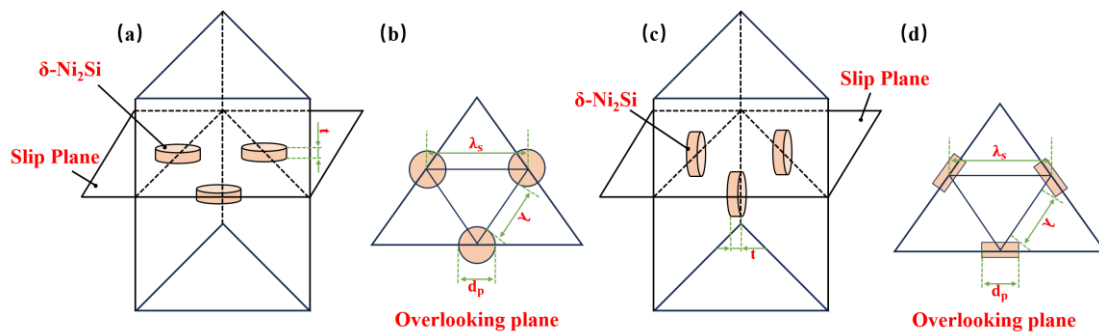 (a)
δ-Ni₂Si
t
Slip Plane
(b)
λₛ
λ
dₚ
Overlooking plane
(c)
Slip Plane
δ-Ni₂Si
t
(d)
λₛ
λ
dₚ
Overlooking plane